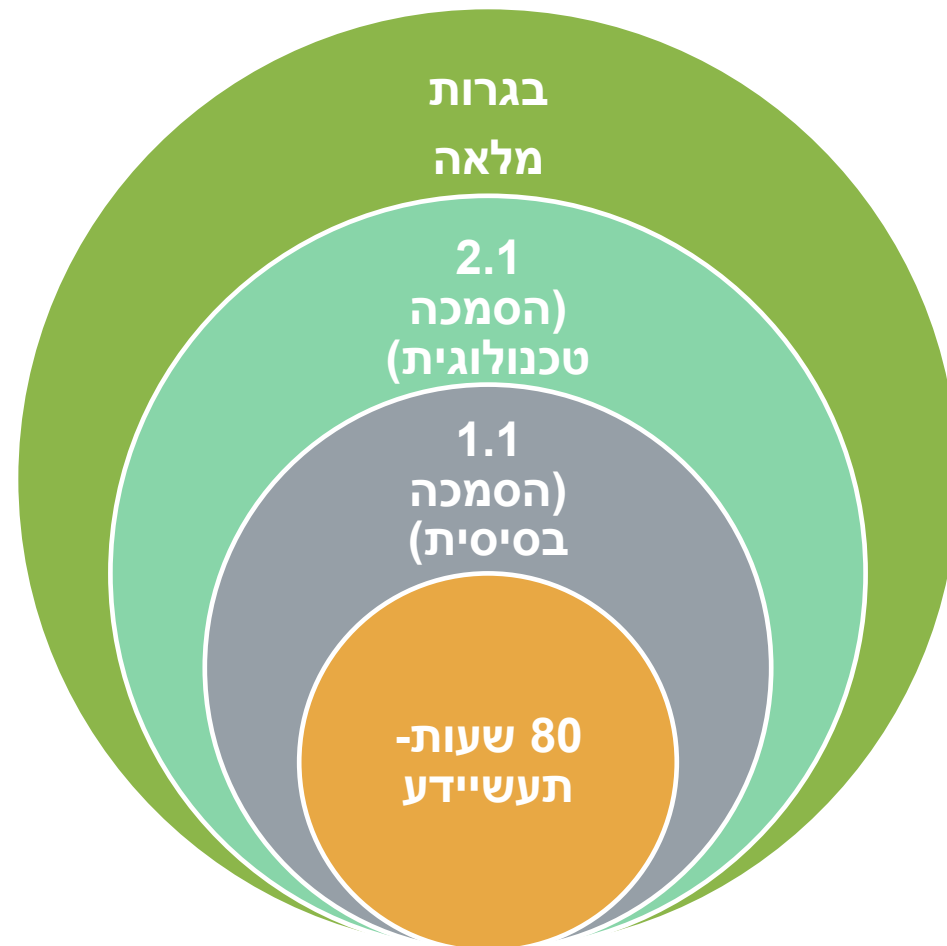 בגרות
מלאה
2.1
(הסמכה
טכנולוגית)
1.1
(הסמכה
בסיסית)
80 שעות-
תעשיידע